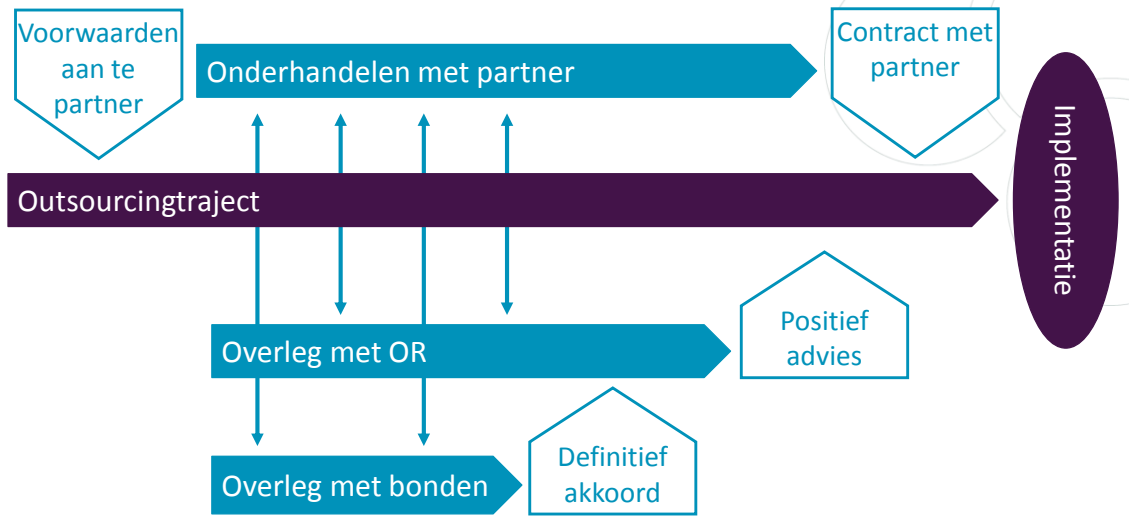 Voorwaarden
aan te
partner
Onderhandelen met partner
Contract met
partner
Implementatie
Outsourcingtraject
Positief
advies
Overleg met OR
Definitief
akkoord
Overleg met bonden